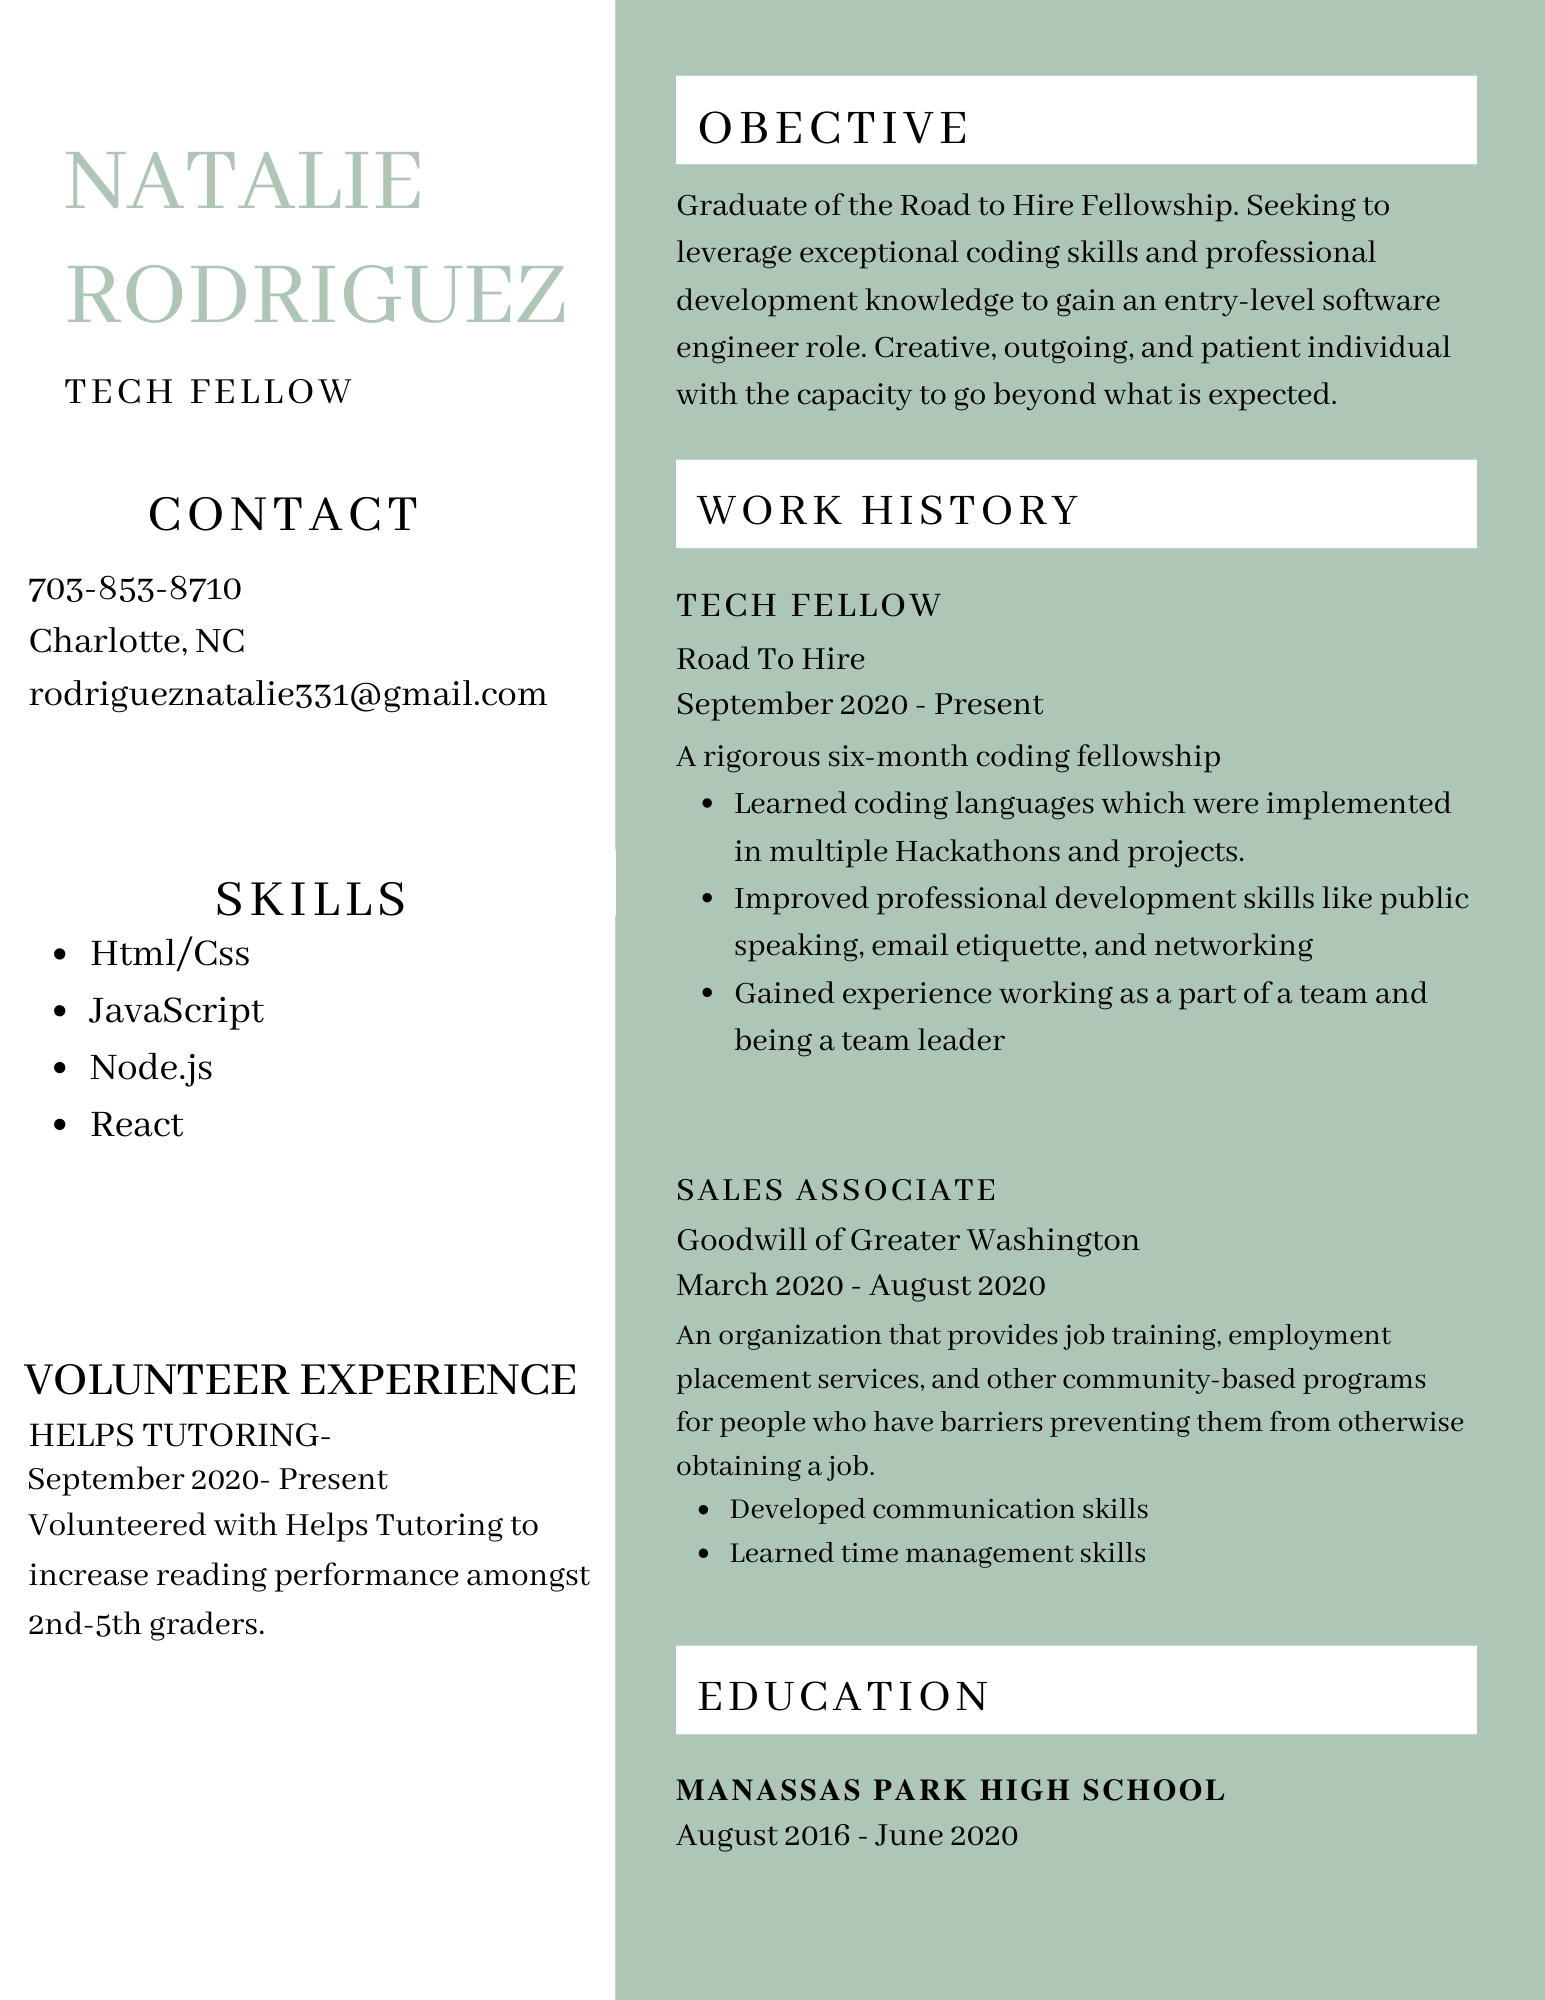 NATALIE
RODRIGUEZ
TECH FELLOW
CONTACT
703-853-8710
Charlotte, NC
rodrigueznatalie331@gmail.com
SKILLS
• Html/Css
• JavaScript
• Node.js
• React
VOLUNTEER EXPERIENCE
HELPS TUTORING-
September 2020- Present
Volunteered with Helps Tutoring to
increase reading performance amongst
2nd-5th graders.
OBECTIVE
Graduate of the Road to Hire Fellowship. Seeking to
leverage exceptional coding skills and professional
development knowledge to gain an entry-level software
engineer role. Creative, outgoing, and patient individual
with the capacity to go beyond what is expected.
WORK HISTORY
TECH FELLOW
Road To Hire
September 2020 - Present
A rigorous six-month coding fellowship
• Learned coding languages which were implemented
in multiple Hackathons and projects.
• Improved professional development skills like public
speaking, email etiquette, and networking
• Gained experience working as a part of a team and
being a team leader
SALES ASSOCIATE
Goodwill of Greater Washington
March 2020 - August 2020
An organization that provides job training, employment
placement services, and other community-based programs
for people who have barriers preventing them from otherwise
obtaining a job.
• Developed communication skills
• Learned time management skills
EDUCATION
MANASSAS PARK HIGH SCHOOL
August 2016 - June 2020